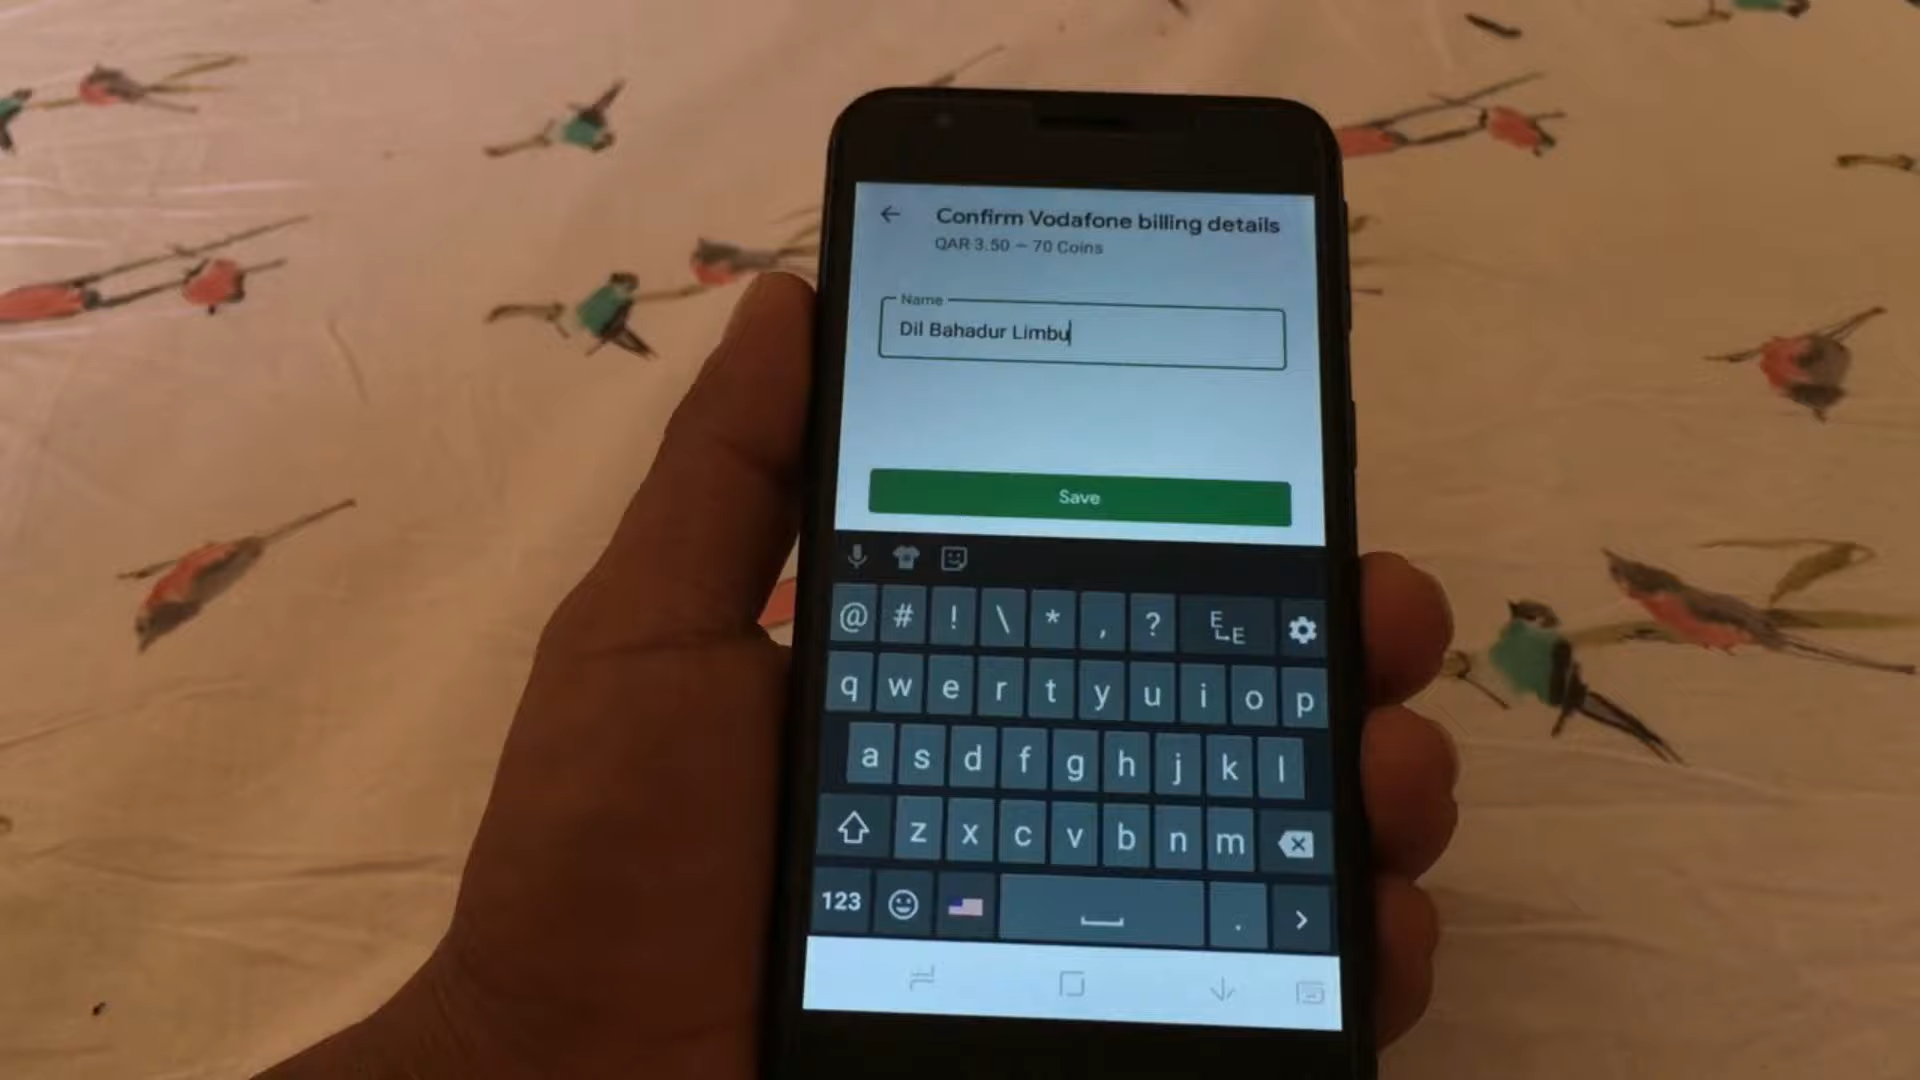 Confirm Vodafone billing details
QAR 3.50 – 70 Coins
Name
Dil Bahadur Limbu
Save
@ # ! \ * , ? E E
q w e r t y u i o p
a s d f g h j k l
z x c v b n m
123 .